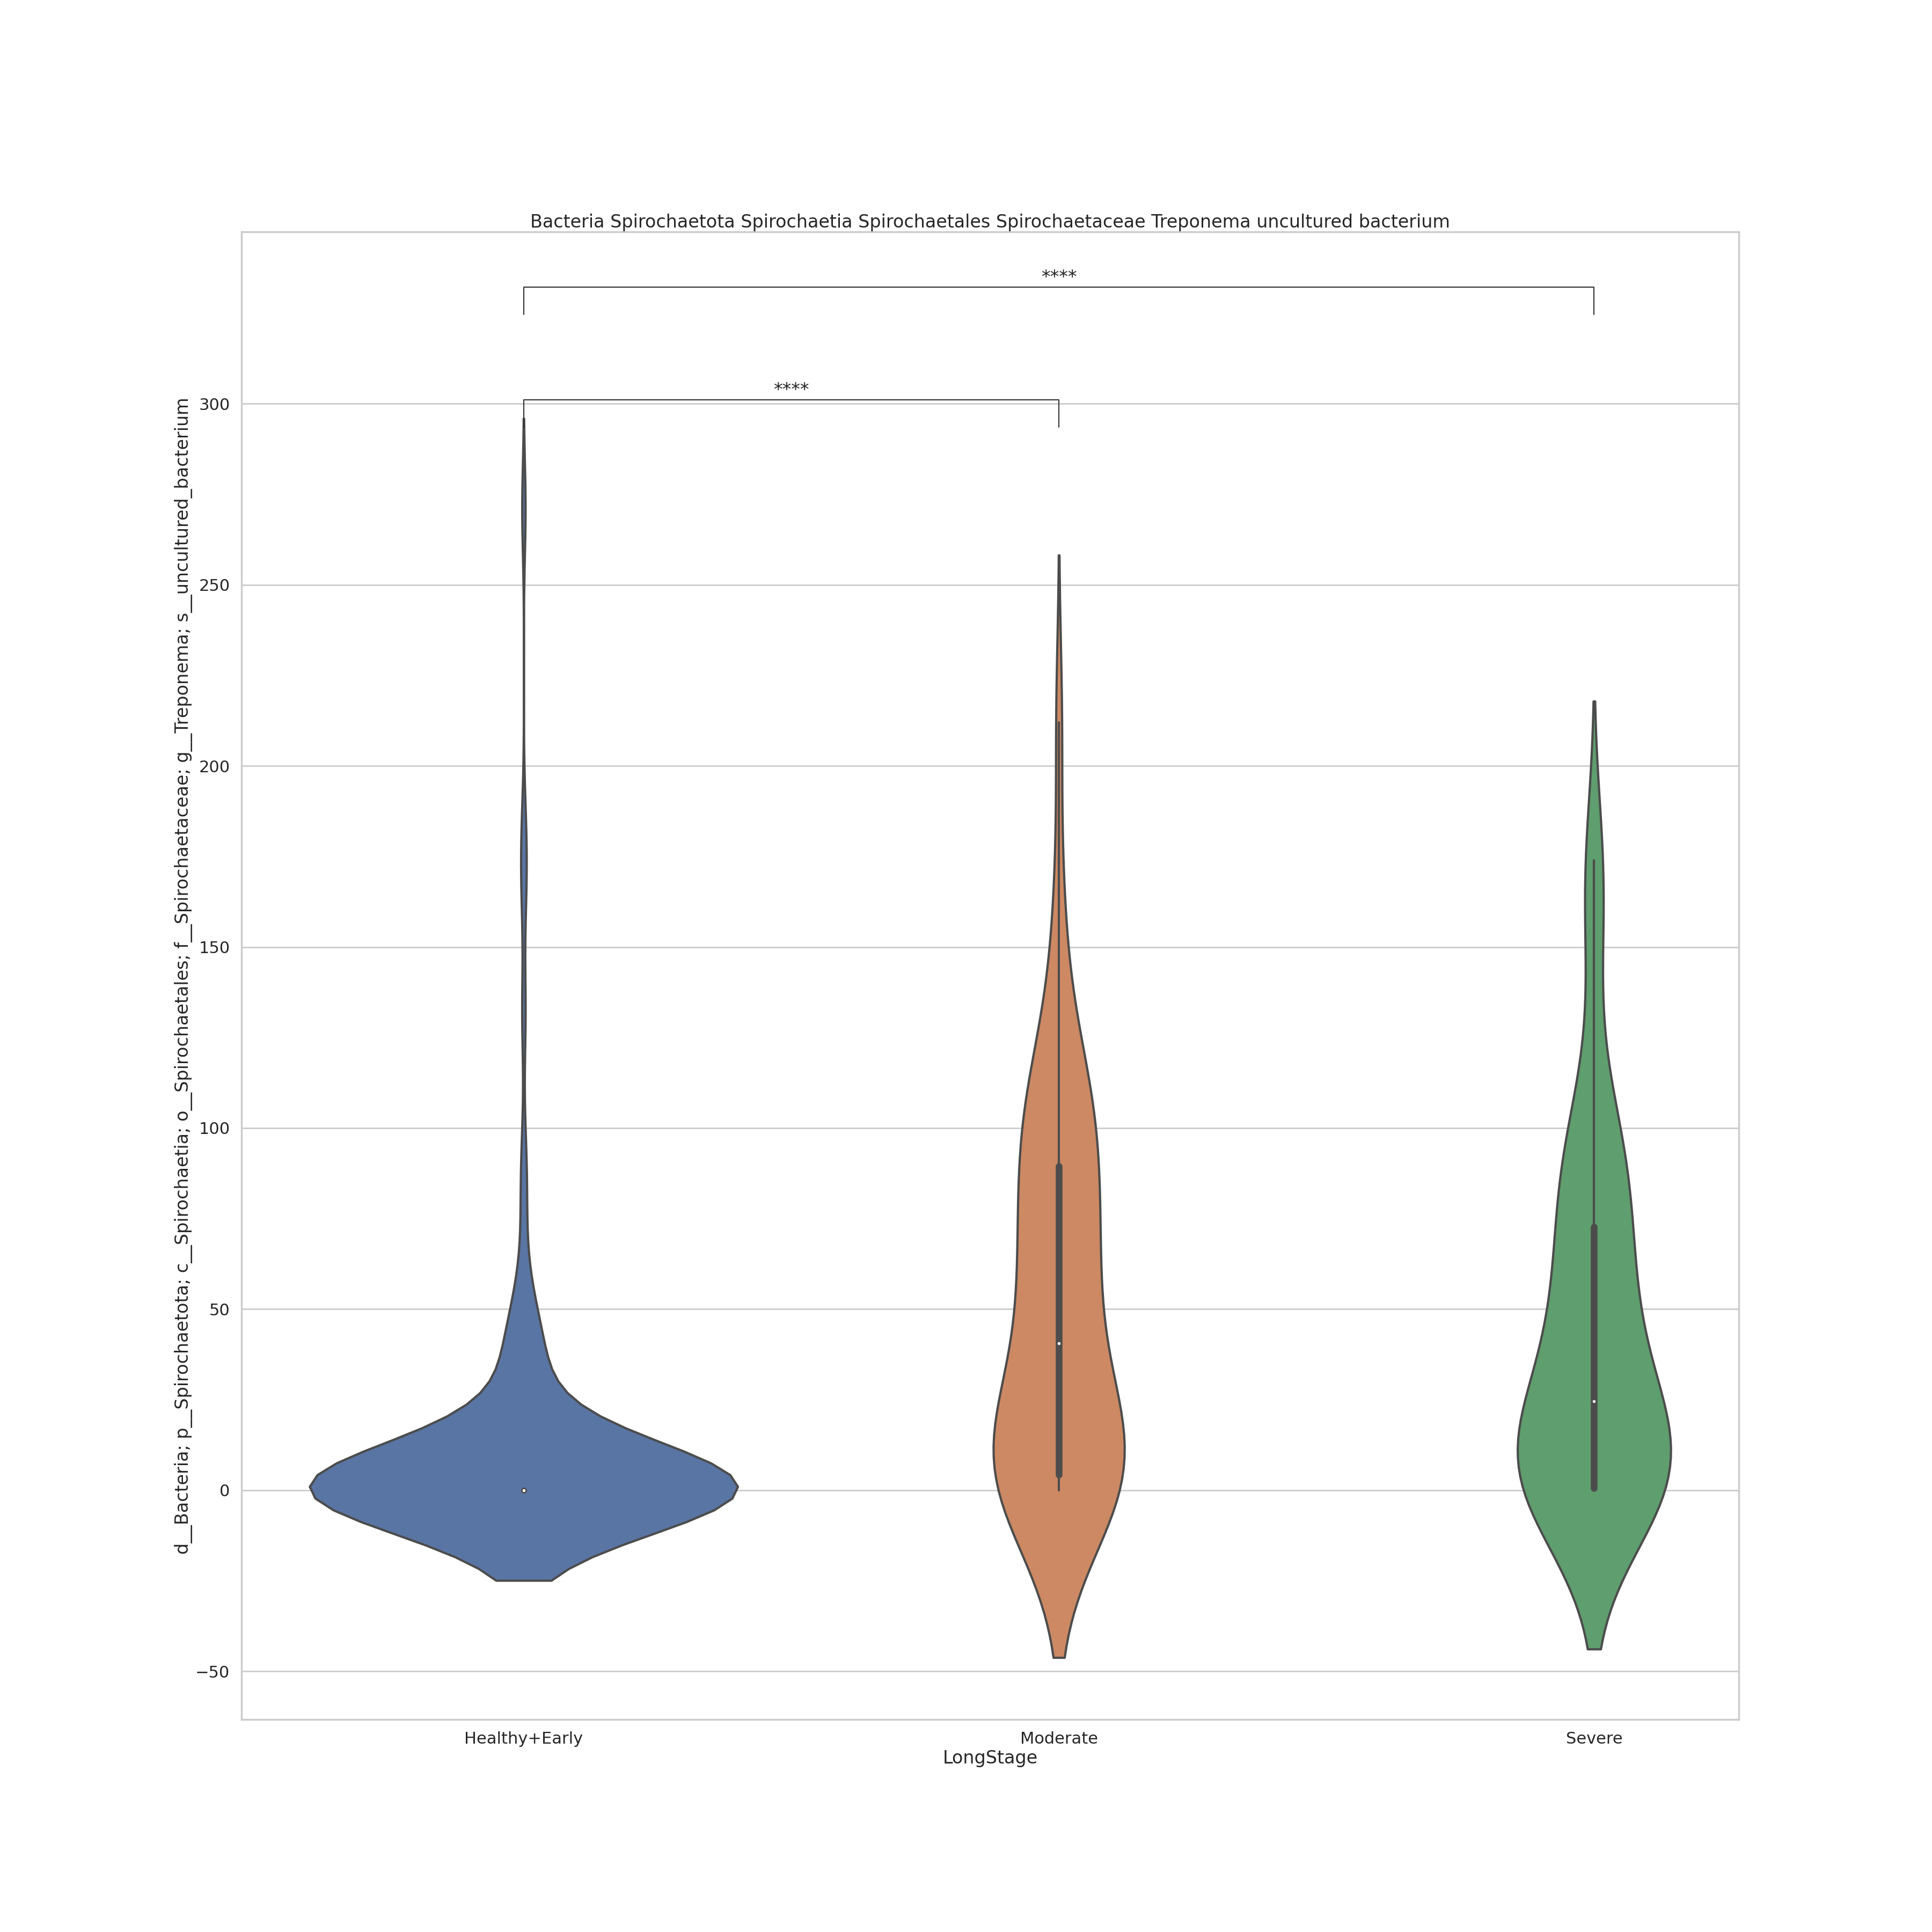 Bacteria Spirochaetota Spirochaetia Spirochaetales Spirochaetaceae Treponema uncultured bacterium
****
****
d__Bacteria; p__Spirochaetota; c__Spirochaetia; o__Spirochaetales; f__Spirochaetaceae; g__Treponema; s__uncultured_bacterium
300
250
200
150
100
50
0
−50
Healthy+Early Moderate Severe
LongStage